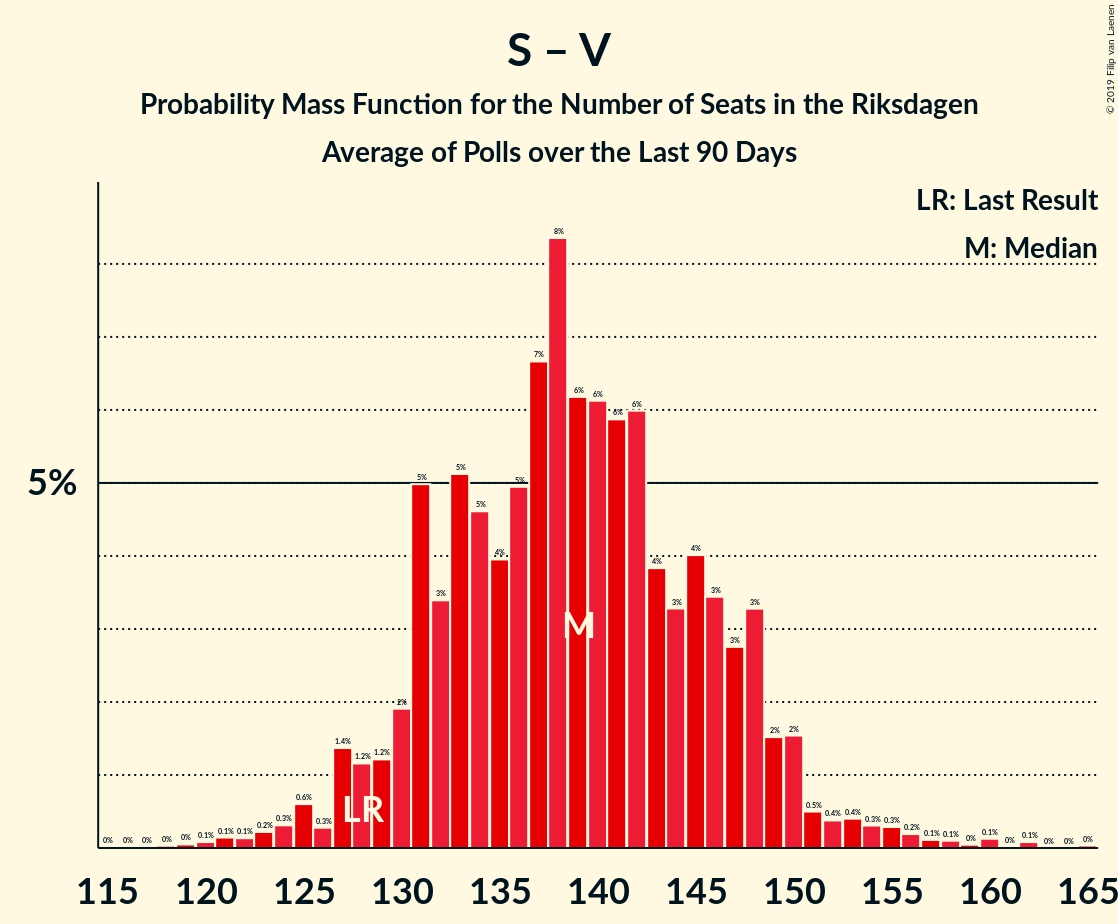 S – V
Probability Mass Function for the Number of Seats in the Riksdagen
Average of Polls over the Last 90 Days
© 2019 Filip van Laenen
LR: Last Result
M: Median
5%
0% 0% 0% 0% 0% 0.1% 0.1% 0.1% 0.2% 0.3% 0.6% 0.3% 1.4% 1.2% 1.2% 2% 5% 3% 5% 5% 4% 5% 7% 8% 6% 6% 6% 6% 4% 3% 4% 3% 3% 3% 2% 2% 0.5% 0.4% 0.4% 0.3% 0.3% 0.2% 0.1% 0.1% 0% 0.1% 0% 0.1% 0% 0% 0%
M
LR
115 120 125 130 135 140 145 150 155 160 165